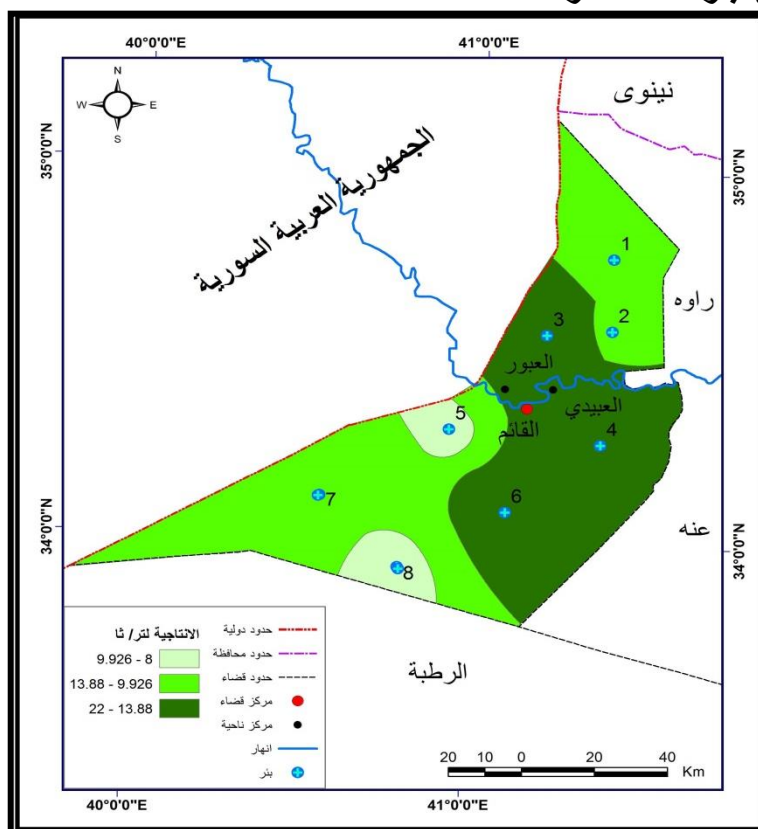 40°0'0"E
41°0'0"E
N
W
E
S
نينوى
35°0'0"N
35°0'0"N
الجمهورية العربية السورية
1
راوه
2
3
العبور
العبيدي
القائم
5
4
7
6
عنه
34°0'0"N
34°0'0"N
8
الرطبة
الانتاجية لتر/ ثا
9.926 - 8
13.88 - 9.926
22 - 13.88
حدود دولية
حدود محافظة
حدود قضاء
مركز قضاء
مركز ناحية
انهار
بئر
20 10 0 20 40
Km
40°0'0"E
41°0'0"E